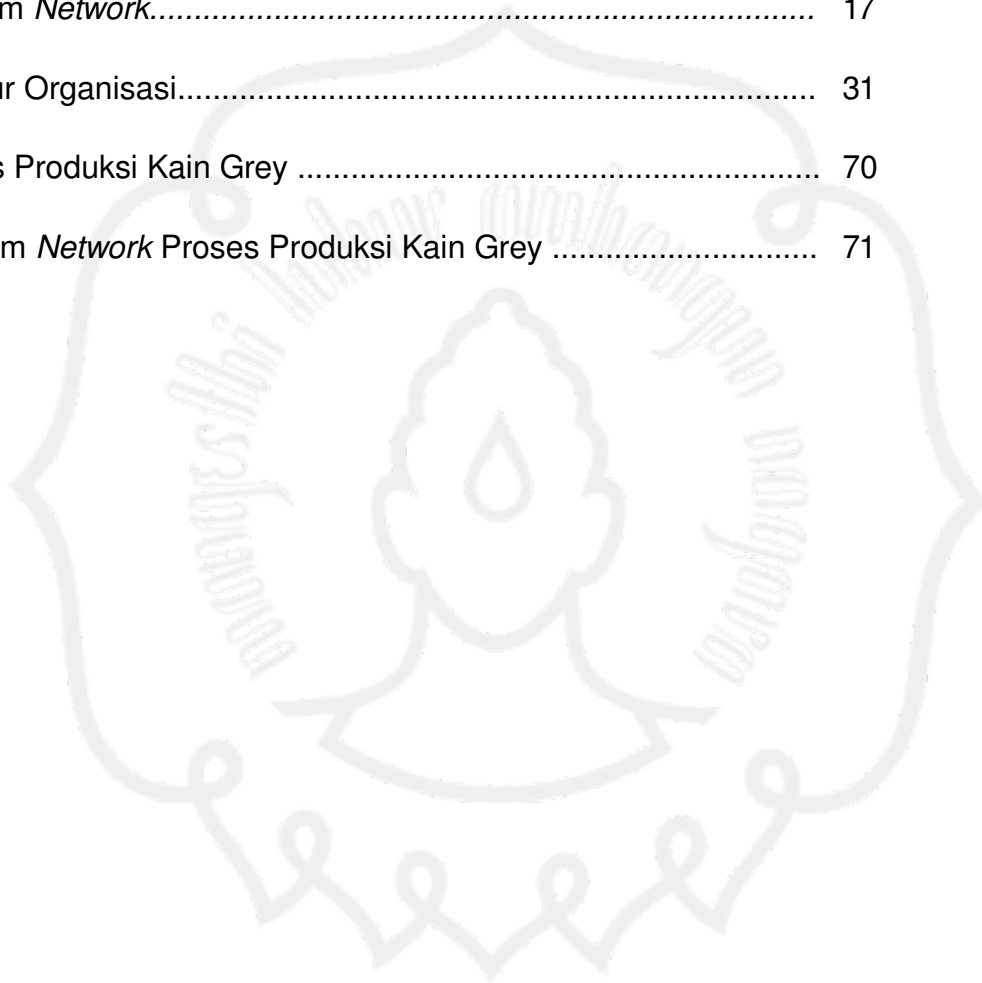 m Network........................................................................... 17
ur Organisasi........................................................................ 31
s Produksi Kain Grey ........................................................... 70
m Network Proses Produksi Kain Grey .............................. 71